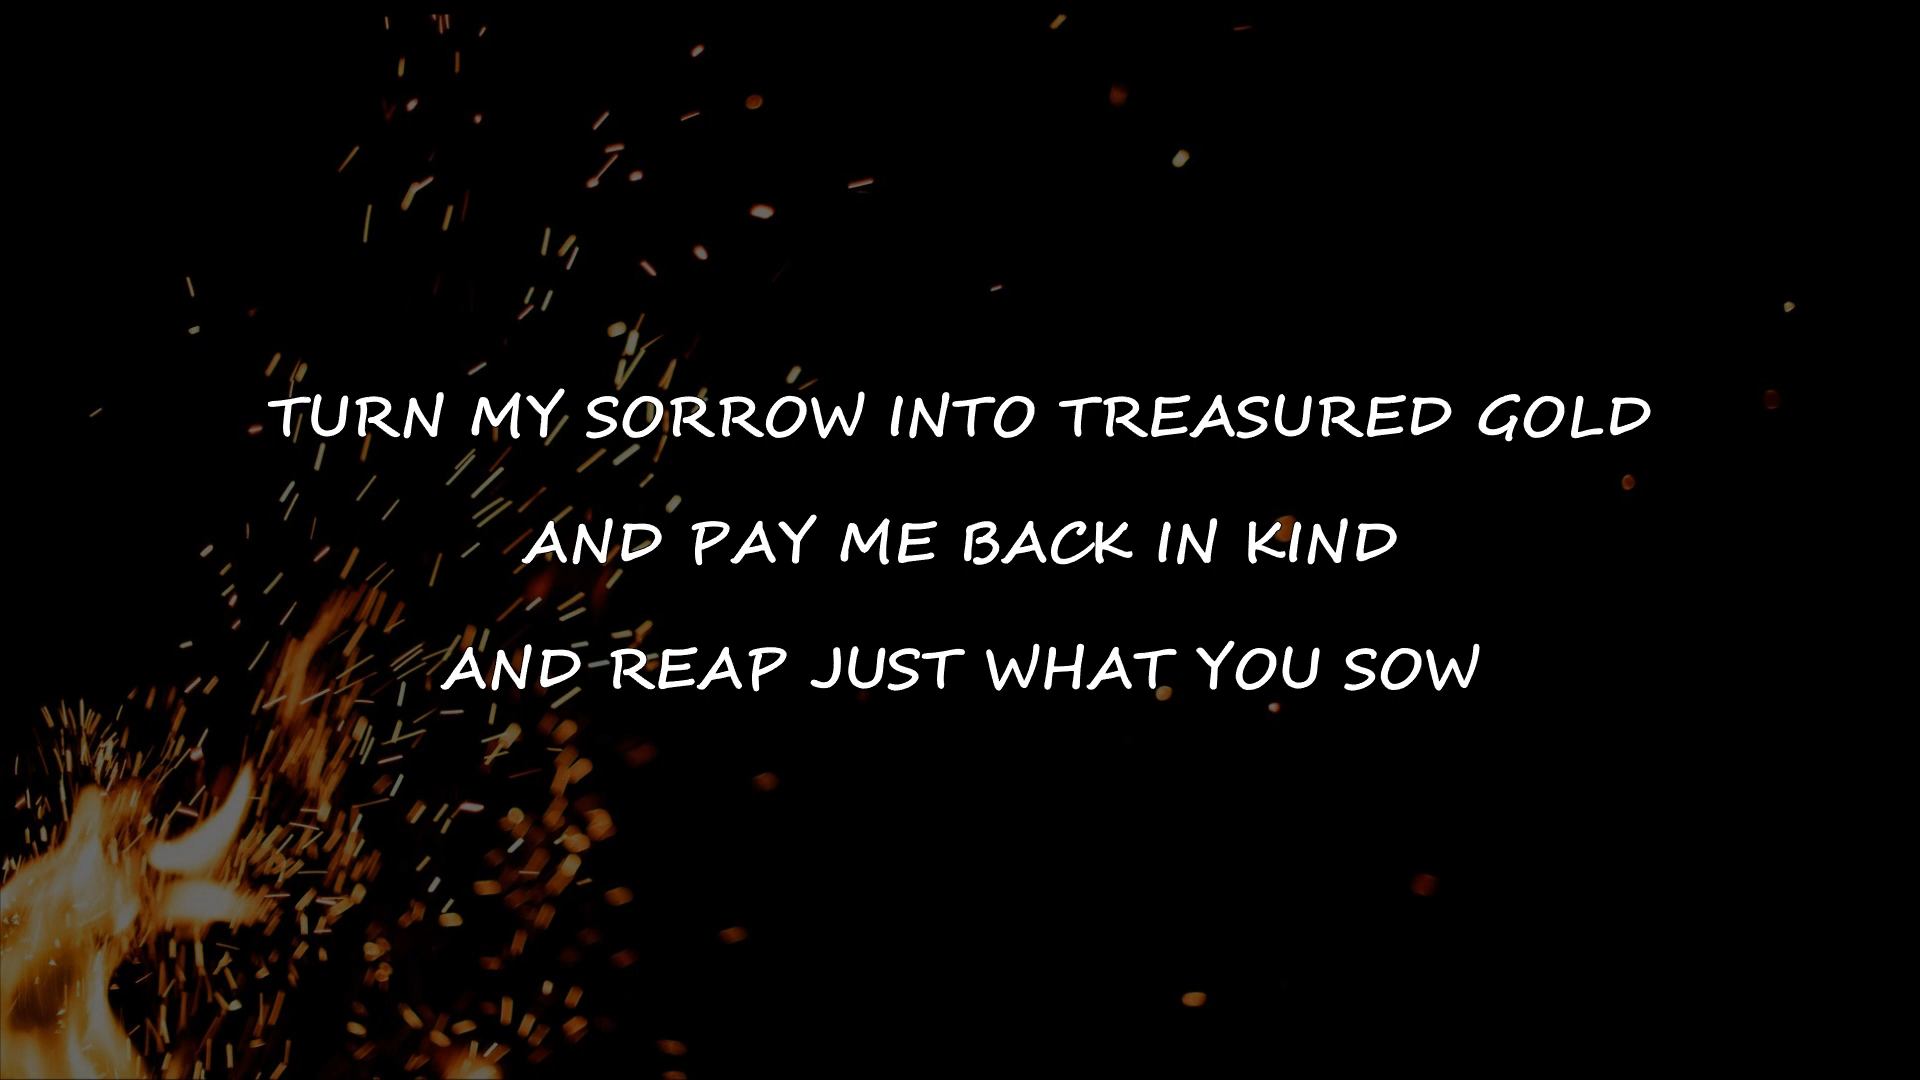 TURN MY SORROW INTO TREASURED GOLD
AND PAY ME BACK IN KIND
AND REAP JUST WHAT YOU SOW